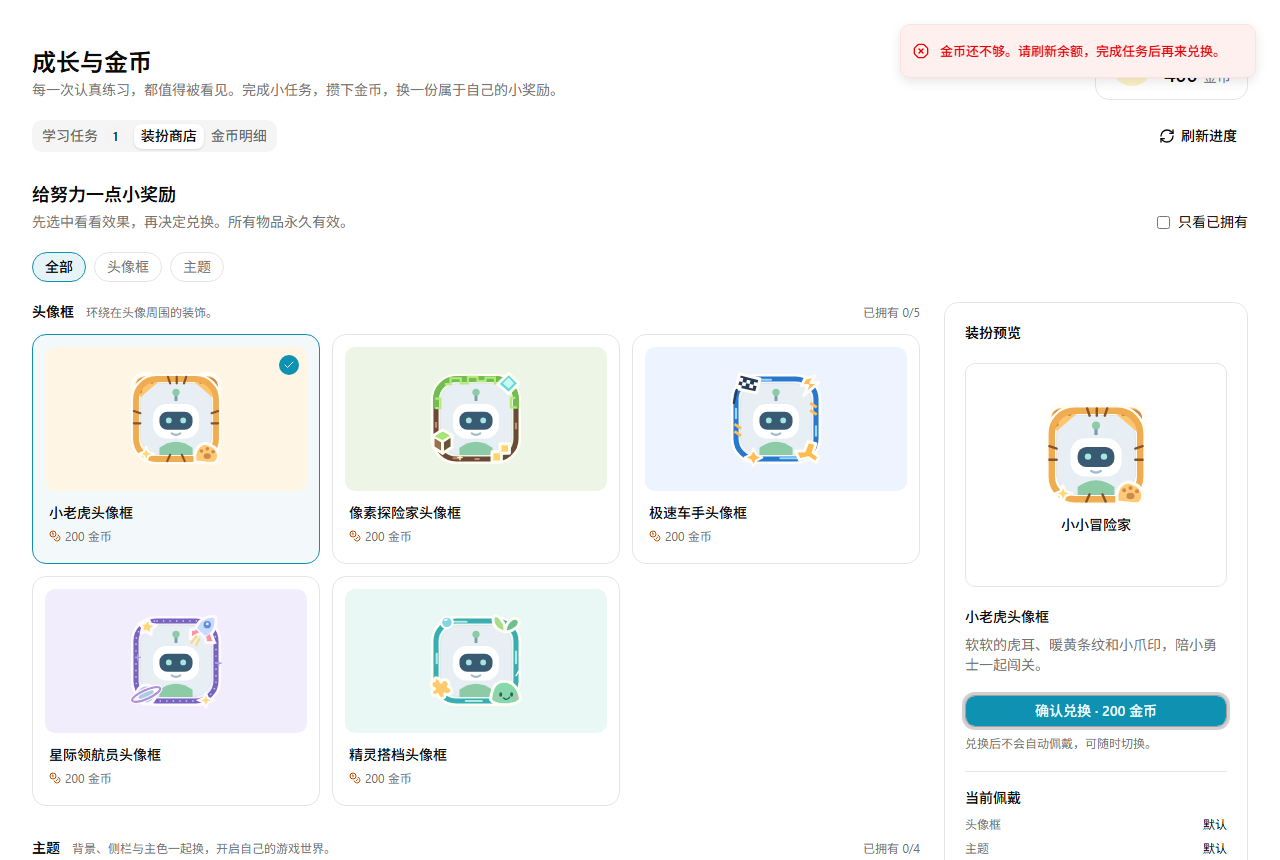 金币还不够。请刷新余额，完成任务后再来兑换。
成长与金币
金币
每一次认真练习，都值得被看见。完成小任务，攒下金币，换一份属于自己的小奖励。
学习任务 1 装扮商店 金币明细
刷新进度
给努力一点小奖励
先选中看看效果，再决定兑换。所有物品永久有效。
只看已拥有
全部 头像框 主题
头像框 环绕在头像周围的装饰。 已拥有 0/5
小老虎头像框
200 金币
像素探险家头像框
200 金币
极速车手头像框
200 金币
星际领航员头像框
200 金币
精灵搭档头像框
200 金币
主题 背景、侧栏与主色一起换，开启自己的游戏世界。 已拥有 0/4
装扮预览
小小冒险家
小老虎头像框
软软的虎耳、暖黄条纹和小爪印，陪小勇
士一起闯关。
确认兑换 · 200 金币
兑换后不会自动佩戴，可随时切换。
当前佩戴
头像框 默认
主题 默认